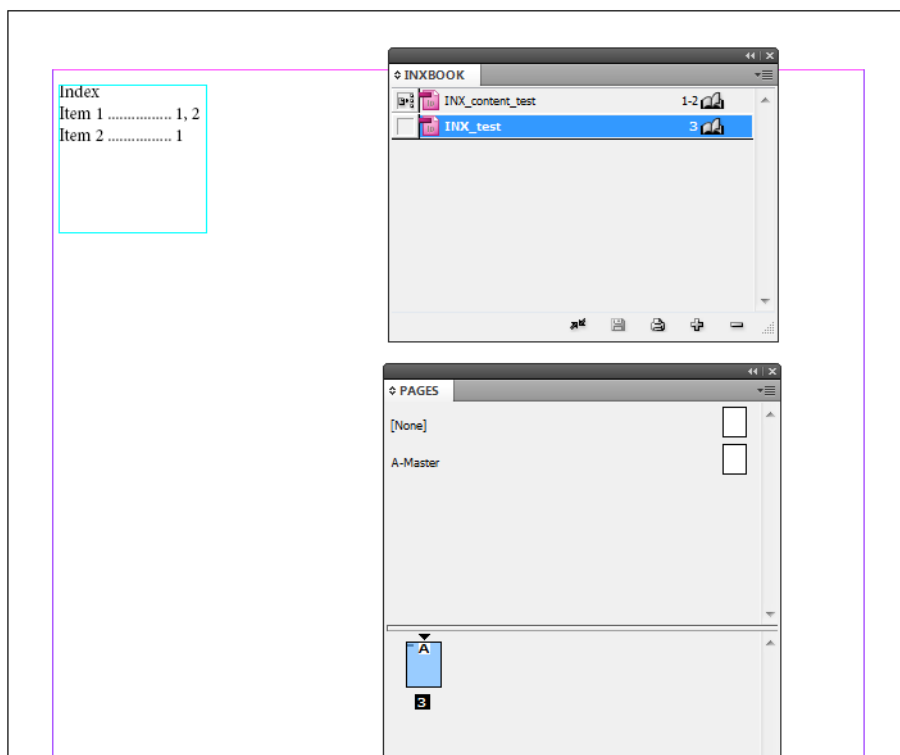 Index
Item 1 ................ 1, 2
Item 2 ................ 1
INXBOOK
INX_content_test 1-2
INX_test 3
PAGES
[None]
A-Master
A
3